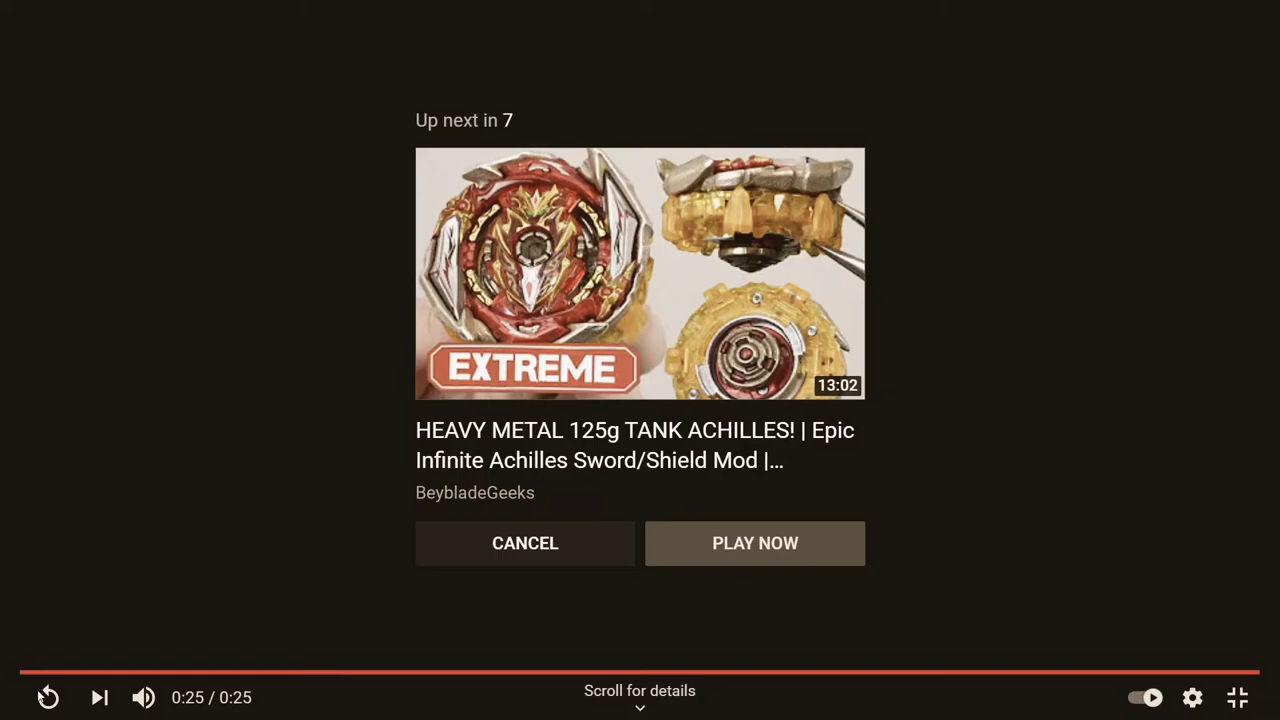 Up next in 7
EXTREME
13:02
HEAVY METAL 125g TANK ACHILLES! | Epic
Infinite Achilles Sword/Shield Mod |...
BeybladeGeeks
CANCEL
PLAY NOW
0:25 / 0:25
Scroll for details